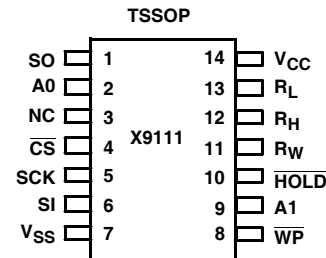 TSSOP
SO 1 14 VCC
A0 2 13 RL
NC 3 12 RH
CS 4 X9111 11 RW
SCK 5 10 HOLD
SI 6 9 A1
VSS 7 8 WP